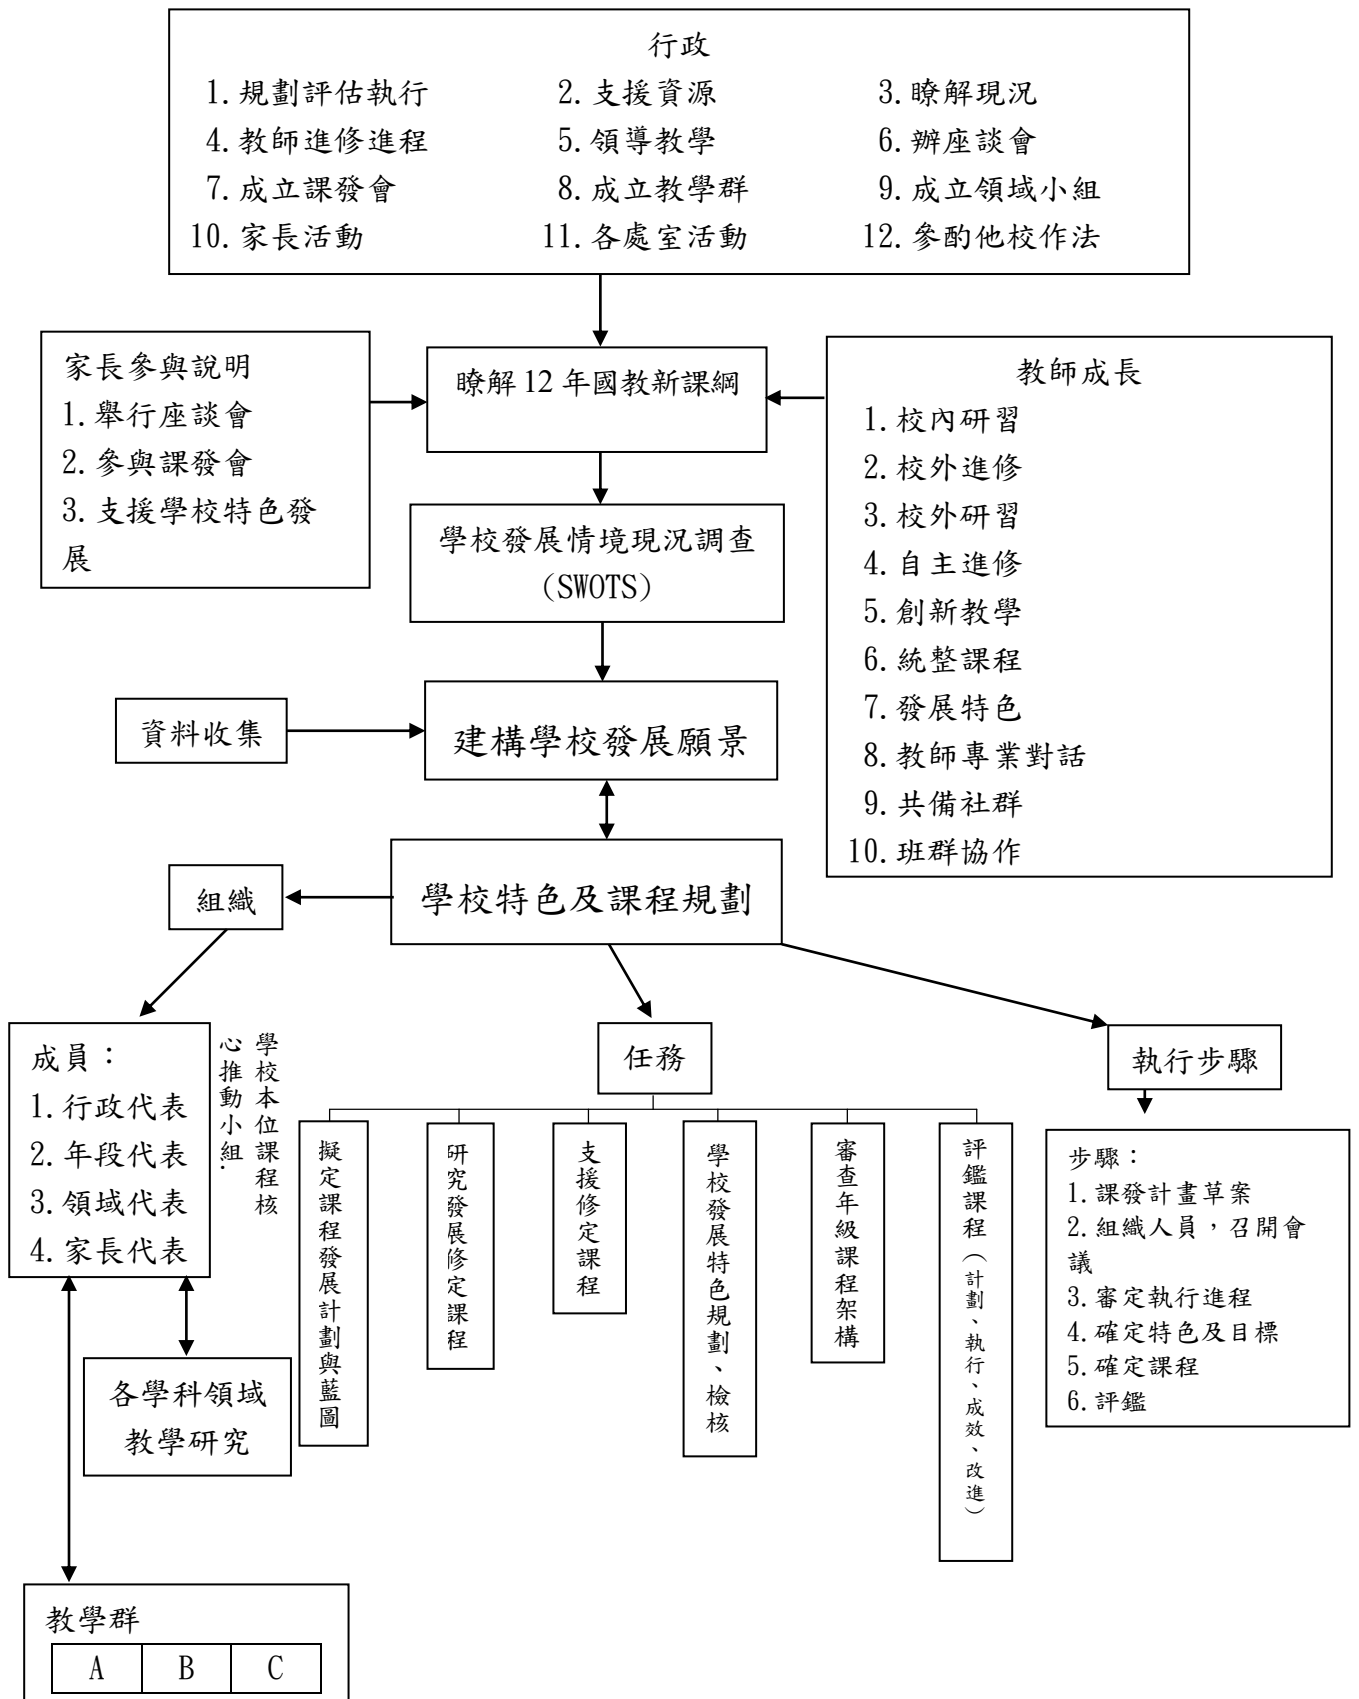 行政
1.規劃評估執行 2.支援資源 3.瞭解現況
4.教師進修進程 5.領導教學 6.辦座談會
7.成立課發會 8.成立教學群 9.成立領域小組
10.家長活動 11.各處室活動 12.參酌他校作法
家長參與說明
1.舉行座談會
2.參與課發會
3.支援學校特色發
展
瞭解12年國教新課綱
教師成長
1.校內研習
2.校外進修
3.校外研習
4.自主進修
5.創新教學
6.統整課程
7.發展特色
8.教師專業對話
9.共備社群
10.班群協作
學校發展情境現況調查
(SWOTS)
資料收集
建構學校發展願景
組織
學校特色及課程規劃
成員：
1.行政代表
2.年段代表
3.領域代表
4.家長代表
學校本位課程核
心推動小組.
任務
執行步驟
擬定課程發展計劃與藍圖
研究發展修定課程
支援修定課程
學校發展特色規劃、檢核
審查年級課程架構
評鑑課程（計劃、執行、成效、改進）
步驟：
1.課發計畫草案
2.組織人員，召開會
議
3.審定執行進程
4.確定特色及目標
5.確定課程
6.評鑑
各學科領域
教學研究
教學群
A B C